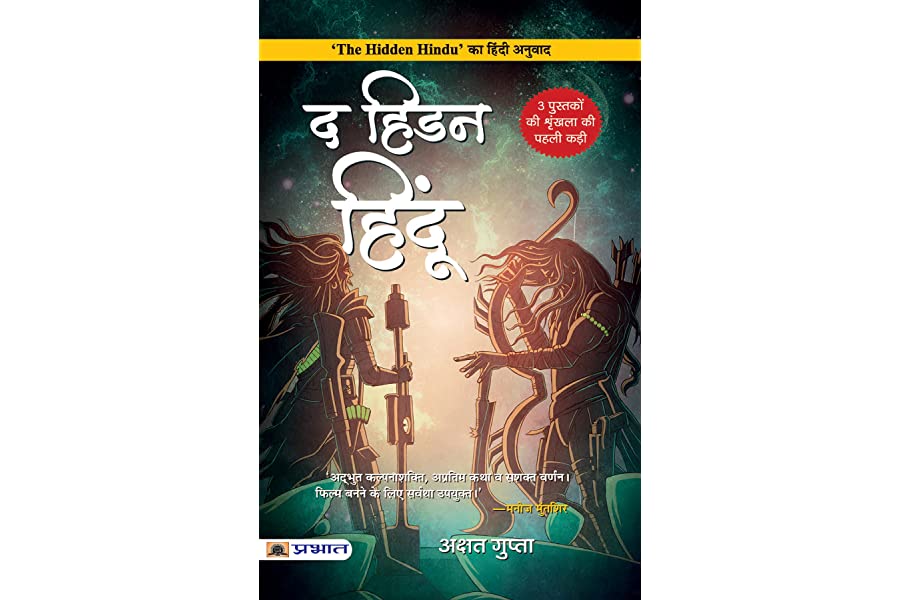 ‘The Hidden Hindu’ का हिंदी अनुवाद
द हिडन
हिंदू
3 पुस्तकों
की शृंखला की
पहली कड़ी
‘अद्भुत कल्पनाशक्ति, अप्रतिम कथा व सशक्त वर्णन।
फिल्म बनने के लिए सर्वथा उपयुक्त।’
—मनोज मुंतशिर
अक्षत गुप्ता
प्रभात